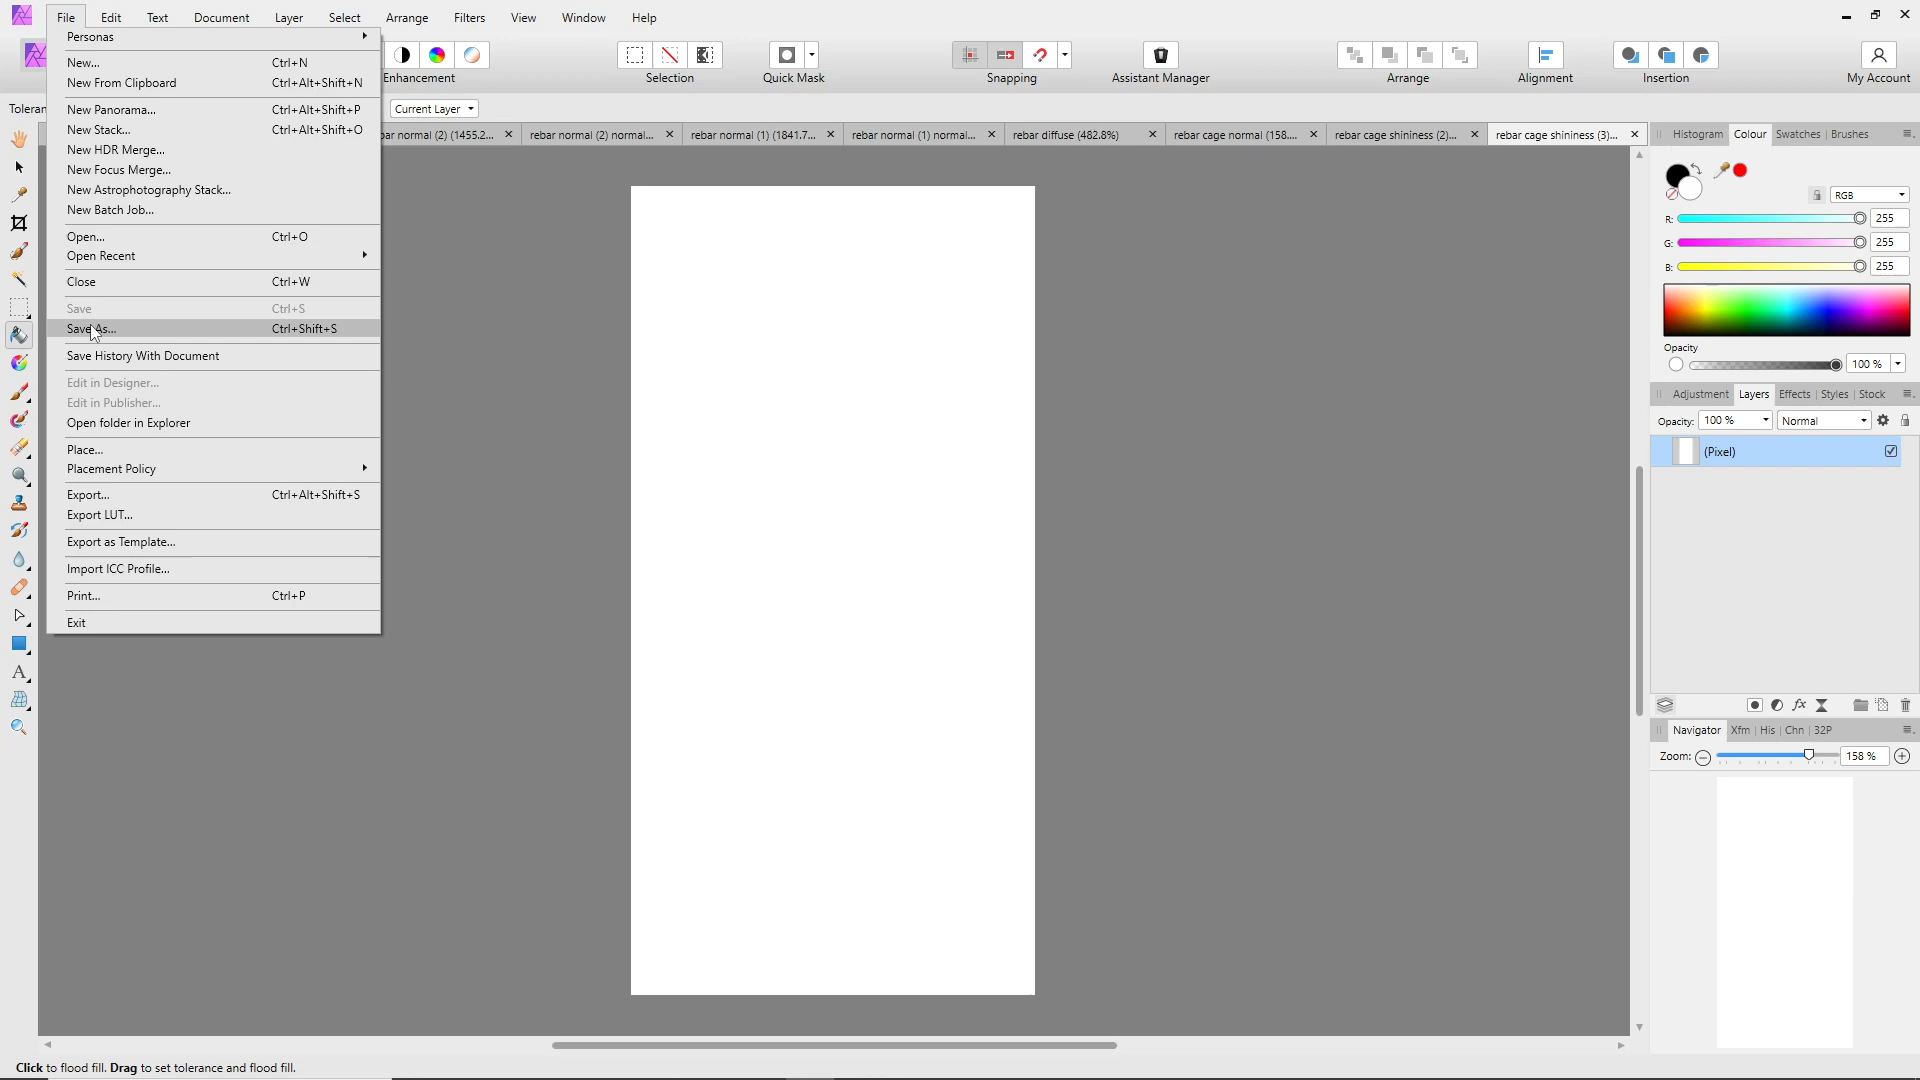 File Edit Text Document Layer Select Arrange Filters View Window Help
Personas
New... Ctrl+N
New From Clipboard Ctrl+Alt+Shift+N
New Panorama... Ctrl+Alt+Shift+P
New Stack... Ctrl+Alt+Shift+O
New HDR Merge...
New Focus Merge...
New Astrophotography Stack...
New Batch Job...
Open... Ctrl+O
Open Recent
Close Ctrl+W
Save Ctrl+S
Save As... Ctrl+Shift+S
Save History With Document
Edit in Designer...
Edit in Publisher...
Open folder in Explorer
Place...
Placement Policy
Export... Ctrl+Alt+Shift+S
Export LUT...
Export as Template...
Import ICC Profile...
Print... Ctrl+P
Exit
Enhancement Selection Quick Mask Snapping Assistant Manager Arrange Alignment Insertion My Account
Toleran Current Layer
bar normal (2) (1455.2... rebar normal (2) normal... rebar normal (1) (1841.7... rebar normal (1) normal... rebar diffuse (482.8%) rebar cage normal (158.... rebar cage shininess (2)... rebar cage shininess (3)...
Histogram Colour Swatches Brushes
RGB
R: 255
G: 255
B: 255
Opacity
100 %
Adjustment Layers Effects Styles Stock
Opacity: 100 % Normal
(Pixel)
Navigator Xfm His Chn 32P
Zoom: 158 %
Click to flood fill. Drag to set tolerance and flood fill.